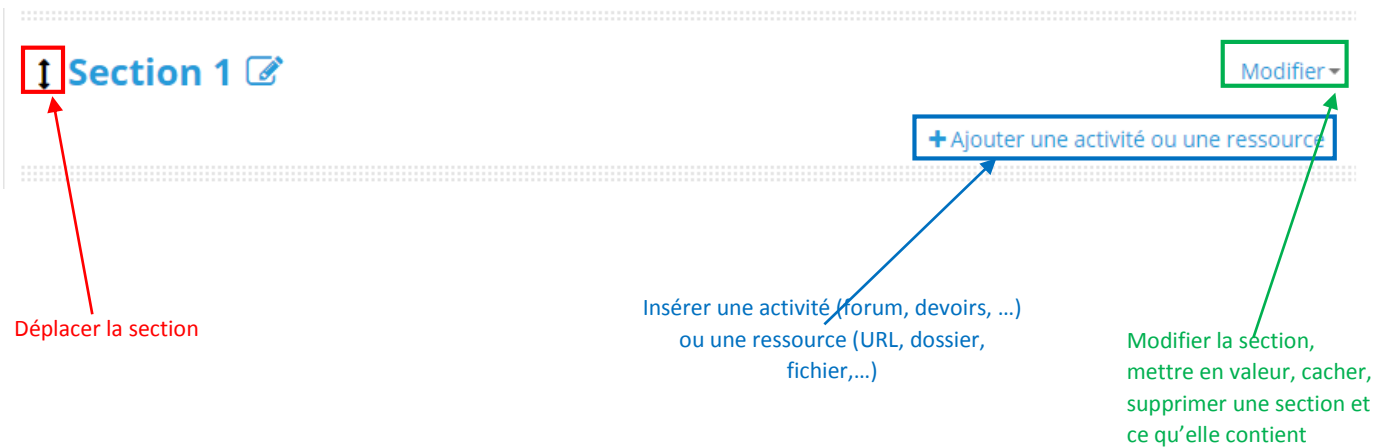 Section 1
Modifier
Ajouter une activité ou une ressource
Déplacer la section
Insérer une activité (forum, devoirs, …)
ou une ressource (URL, dossier,
fichier,…)
Modifier la section,
mettre en valeur, cacher,
supprimer une section et
ce qu’elle contient